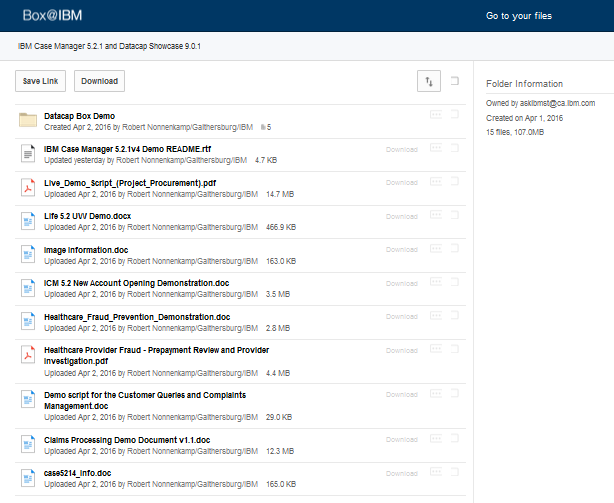 Box@IBM
Go to your files
IBM Case Manager 5.2.1 and Datacap Showcase 9.0.1
Save Link
Download
Folder Information
Owned by askibmst@ca.ibm.com
Created on Apr 1, 2016
15 files, 107.0MB
Datacap Box Demo
Created Apr 2, 2016 by Robert Nonnenkamp/Gaithersburg/IBM 5
IBM Case Manager 5.2.1v4 Demo README.rtf
Download
Updated yesterday by Robert Nonnenkamp/Gaithersburg/IBM 4.7 KB
Live_Demo_Script_(Project_Procurement).pdf
Download
Uploaded Apr 2, 2016 by Robert Nonnenkamp/Gaithersburg/IBM 14.7 MB
Life 5.2 UW Demo.docx
Download
Uploaded Apr 2, 2016 by Robert Nonnenkamp/Gaithersburg/IBM 466.9 KB
Image Information.doc
Download
Uploaded Apr 2, 2016 by Robert Nonnenkamp/Gaithersburg/IBM 163.0 KB
ICM 5.2 New Account Opening Demonstration.doc
Download
Uploaded Apr 2, 2016 by Robert Nonnenkamp/Gaithersburg/IBM 3.5 MB
Healthcare_Fraud_Prevention_Demonstration.doc
Download
Uploaded Apr 2, 2016 by Robert Nonnenkamp/Gaithersburg/IBM 2.8 MB
Healthcare Provider Fraud - Prepayment Review and Provider
Investigation.pdf
Download
Uploaded Apr 2, 2016 by Robert Nonnenkamp/Gaithersburg/IBM 4.4 MB
Demo script for the Customer Queries and Complaints
Management.doc
Download
Uploaded Apr 2, 2016 by Robert Nonnenkamp/Gaithersburg/IBM 29.0 KB
Claims Processing Demo Document v1.1.doc
Download
Uploaded Apr 2, 2016 by Robert Nonnenkamp/Gaithersburg/IBM 12.3 MB
case5214_info.doc
Download
Uploaded Apr 2, 2016 by Robert Nonnenkamp/Gaithersburg/IBM 165.0 KB